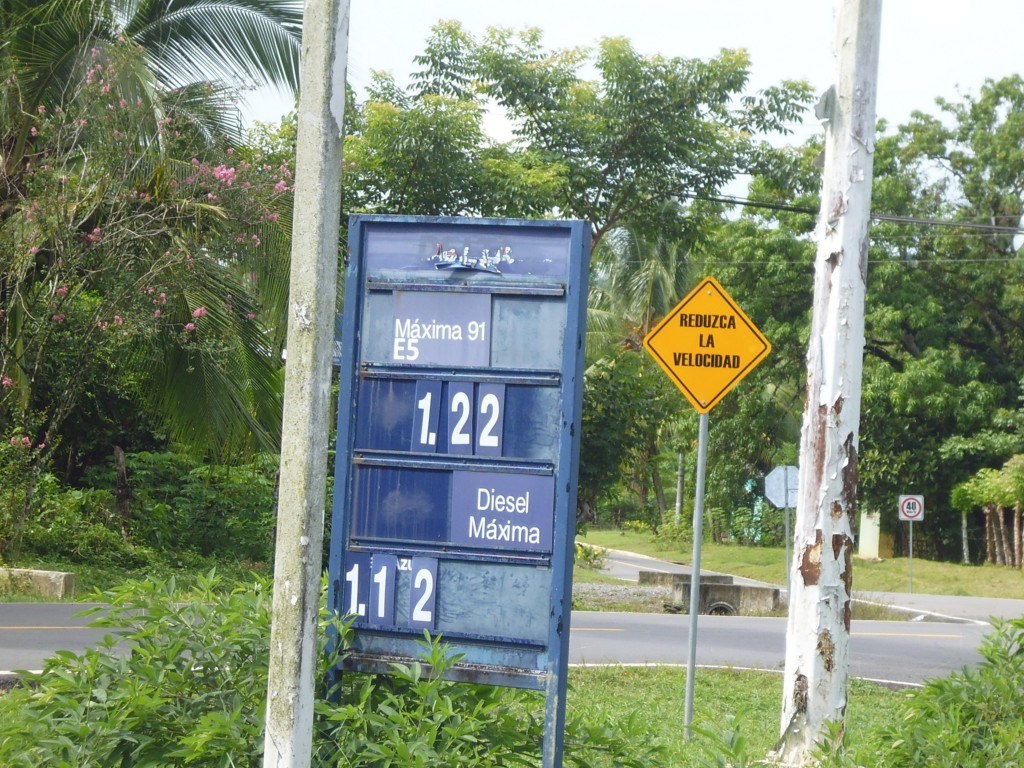 Máxima 91
E5
1.22
Diesel
Máxima
1.12
REDUZCA
LA
VELOCIDAD
40